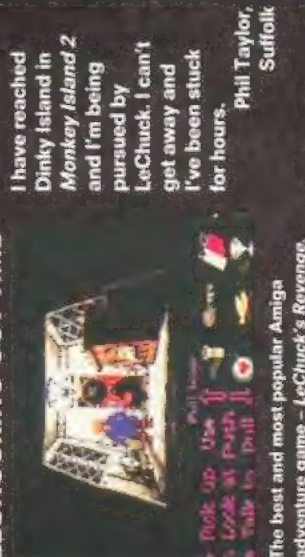 I have reached
Dinky Island in
Monkey Island 2
and I'm being
pursued by
LeChuck. I can't
get away and
I've been stuck
for hours.
Phil Taylor,
Suffolk
Pick up Use
Look at Push
Talk to Pull
The best and most popular Amiga
adventure game – LeChuck's Revenge,